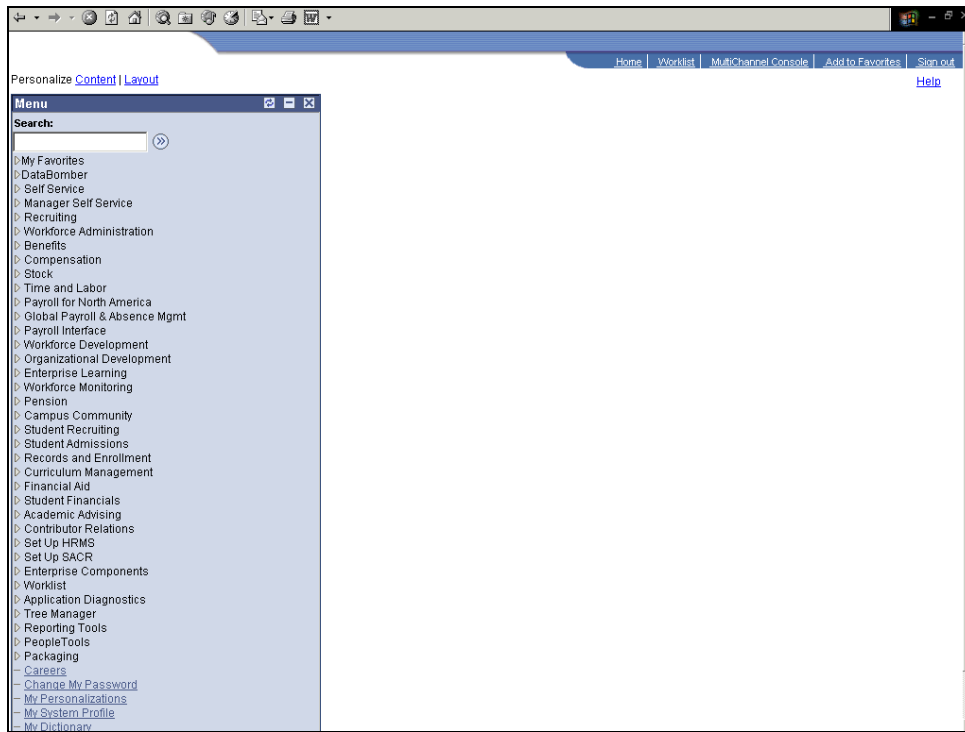 Home | Worklist | MultiChannel Console | Add to Favorites | Sign out
Personalize Content | Layout
Help
Menu
Search:
My Favorites
DataBomber
Self Service
Manager Self Service
Recruiting
Workforce Administration
Benefits
Compensation
Stock
Time and Labor
Payroll for North America
Global Payroll & Absence Mgmt
Payroll Interface
Workforce Development
Organizational Development
Enterprise Learning
Workforce Monitoring
Pension
Campus Community
Student Recruiting
Student Admissions
Records and Enrollment
Curriculum Management
Financial Aid
Student Financials
Academic Advising
Contributor Relations
Set Up HRMS
Set Up SACR
Enterprise Components
Worklist
Application Diagnostics
Tree Manager
Reporting Tools
PeopleTools
Packaging
– Careers
– Change My Password
– My Personalizations
– My System Profile
– My Dictionary